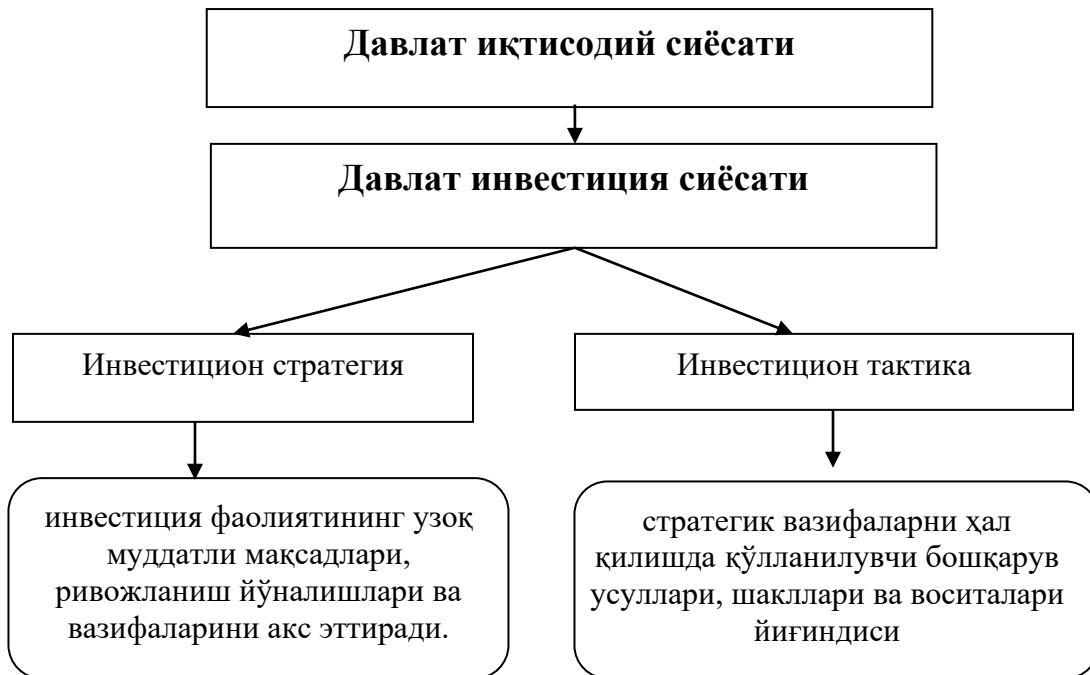 Давлат иқтисодий сиёсати
Давлат инвестиция сиёсати
Инвестицион стратегия
Инвестицион тактика
инвестиция фаолиятининг узоқ
муддатли мақсадлари,
ривожланиш йўналишлари ва
вазифаларини акс эттиради.
стратегик вазифаларни ҳал
қилишда қўлланилувчи бошқарув
усуллари, шакллари ва воситалари
йиғиндиси